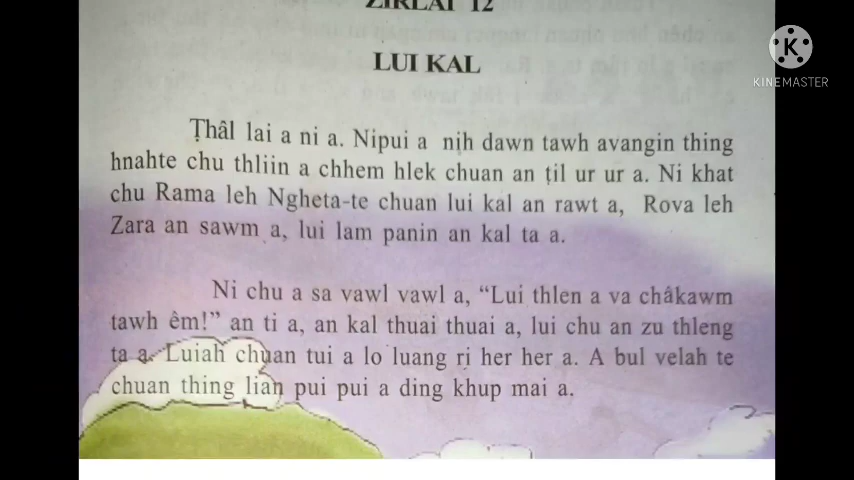 ZIRLAI 12
LUI KAL
K
KINEMASTER
Ṭhâl lai a ni a. Nipui a nịh dawn tawh avangin thing
hnahte chu thliin a chhem hlek chuan an ṭil ur ur a. Ni khat
chu Rama leh Ngheta-te chuan lui kal an rawt a, Rova leh
Zara an sawm a, lui lam panin an kal ta a.
Ni chu a sa vawl vawl a, “Lui thlen a va châkawm
tawh êm!” an ti a, an kal thuai thuai a, lui chu an zu thleng
ta a. Luiah chuan tui a lo luang rị her her a. A bul velah te
chuan thing lian pui pui a ding khup mai a.